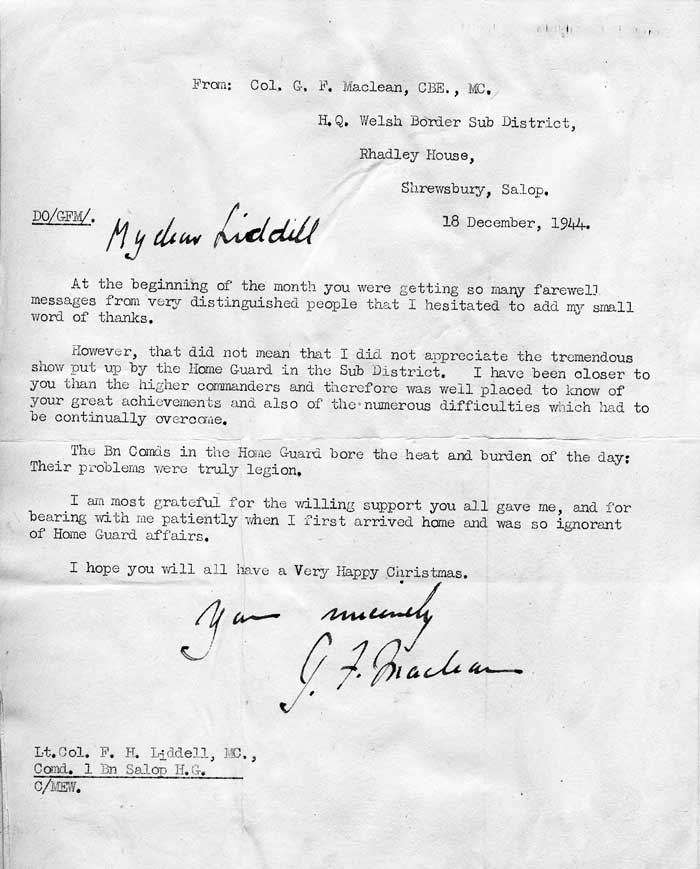 From: Col. G. F. Maclean, CBE., MC.
H.Q. Welsh Border Sub District,
Rhadley House,
Shrewsbury, Salop.
DO/GFM/.
18 December, 1944.
My dear Liddell
At the beginning of the month you were getting so many farewell
messages from very distinguished people that I hesitated to add my small
word of thanks.
However, that did not mean that I did not appreciate the tremendous
show put up by the Home Guard in the Sub District. I have been closer to
you than the higher commanders and therefore was well placed to know of
your great achievements and also of the numerous difficulties which had to
be continually overcome.
The Bn Comds in the Home Guard bore the heat and burden of the day:
Their problems were truly legion.
I am most grateful for the willing support you all gave me, and for
bearing with me patiently when I first arrived home and was so ignorant
of Home Guard affairs.
I hope you will all have a Very Happy Christmas.
Yours sincerely
G. F. Maclean
Lt.Col. F. H. Liddell, MC.,
Comd. 1 Bn Salop H.G.
C/MEW.